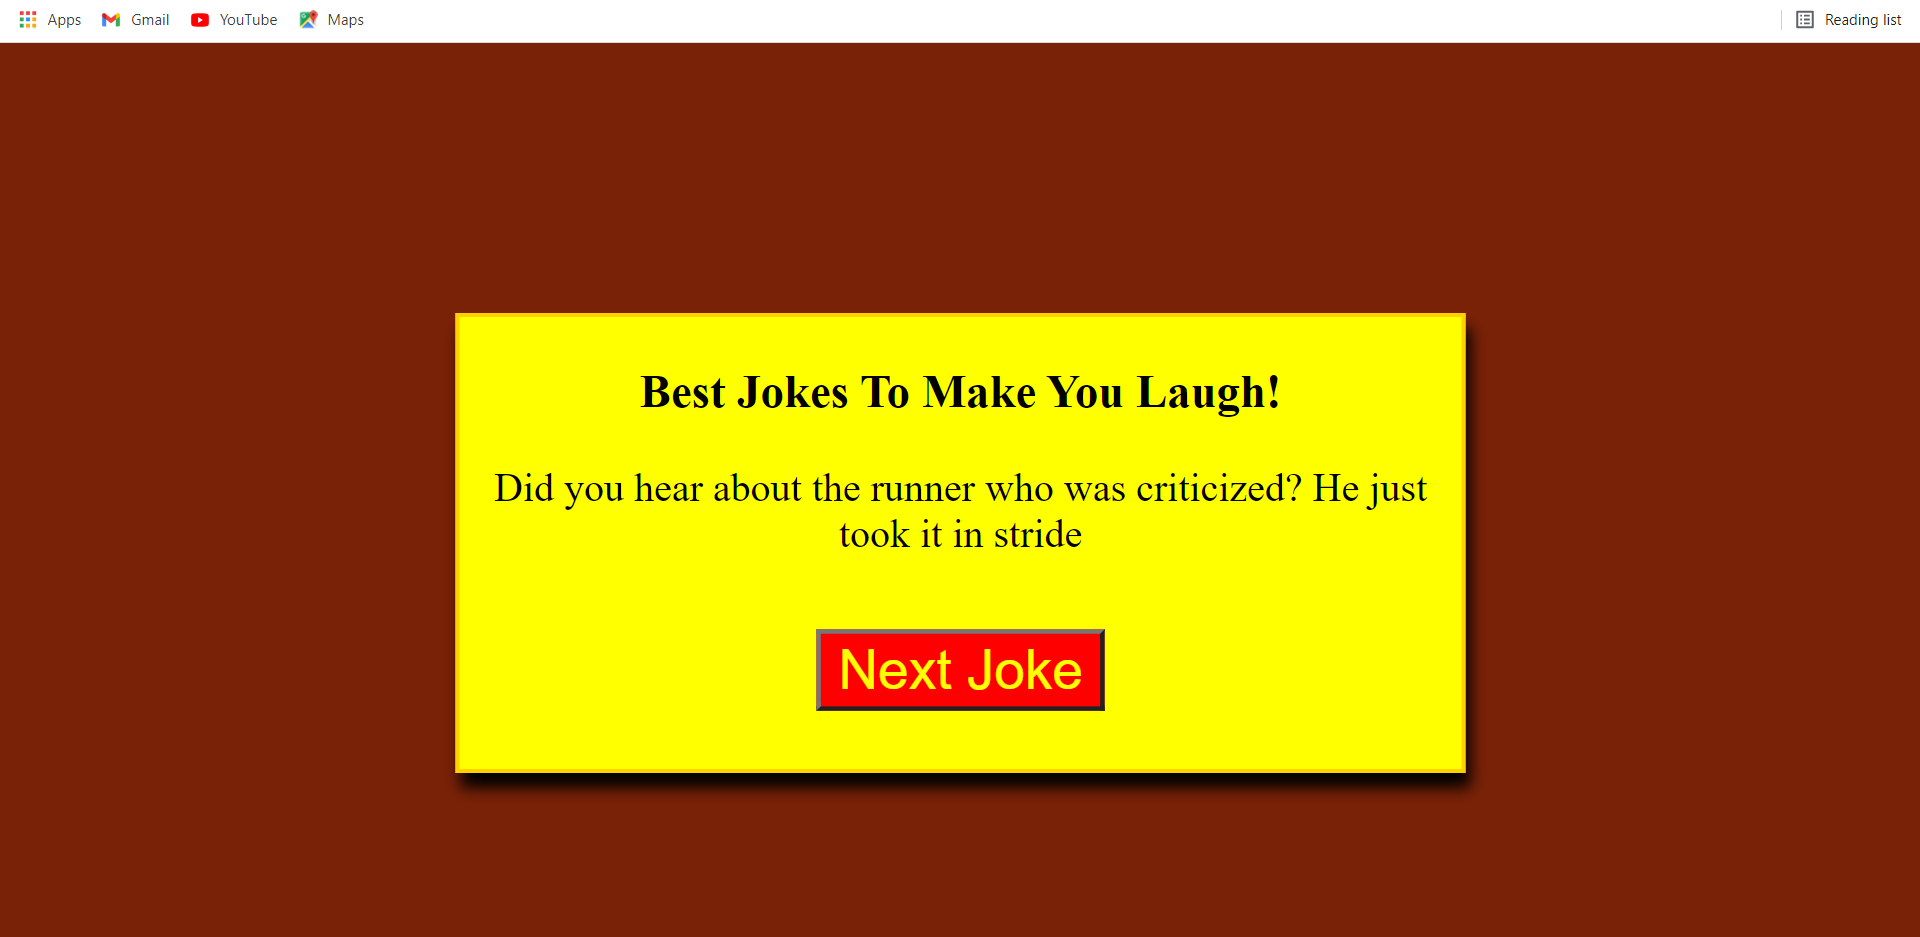 Apps Gmail YouTube Maps Reading list
Best Jokes To Make You Laugh!
Did you hear about the runner who was criticized? He just
took it in stride
Next Joke